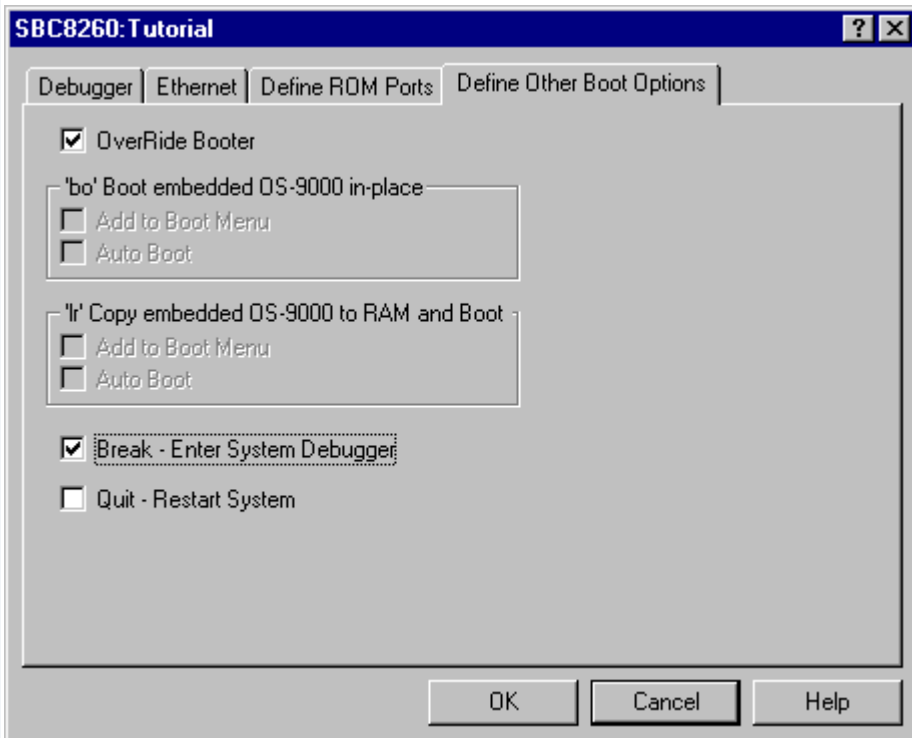 SBC8260:Tutorial
Debugger Ethernet Define ROM Ports Define Other Boot Options
OverRide Booter
'bo' Boot embedded OS-9000 in-place
Add to Boot Menu
Auto Boot
'lr' Copy embedded OS-9000 to RAM and Boot
Add to Boot Menu
Auto Boot
Break - Enter System Debugger
Quit - Restart System
OK Cancel Help